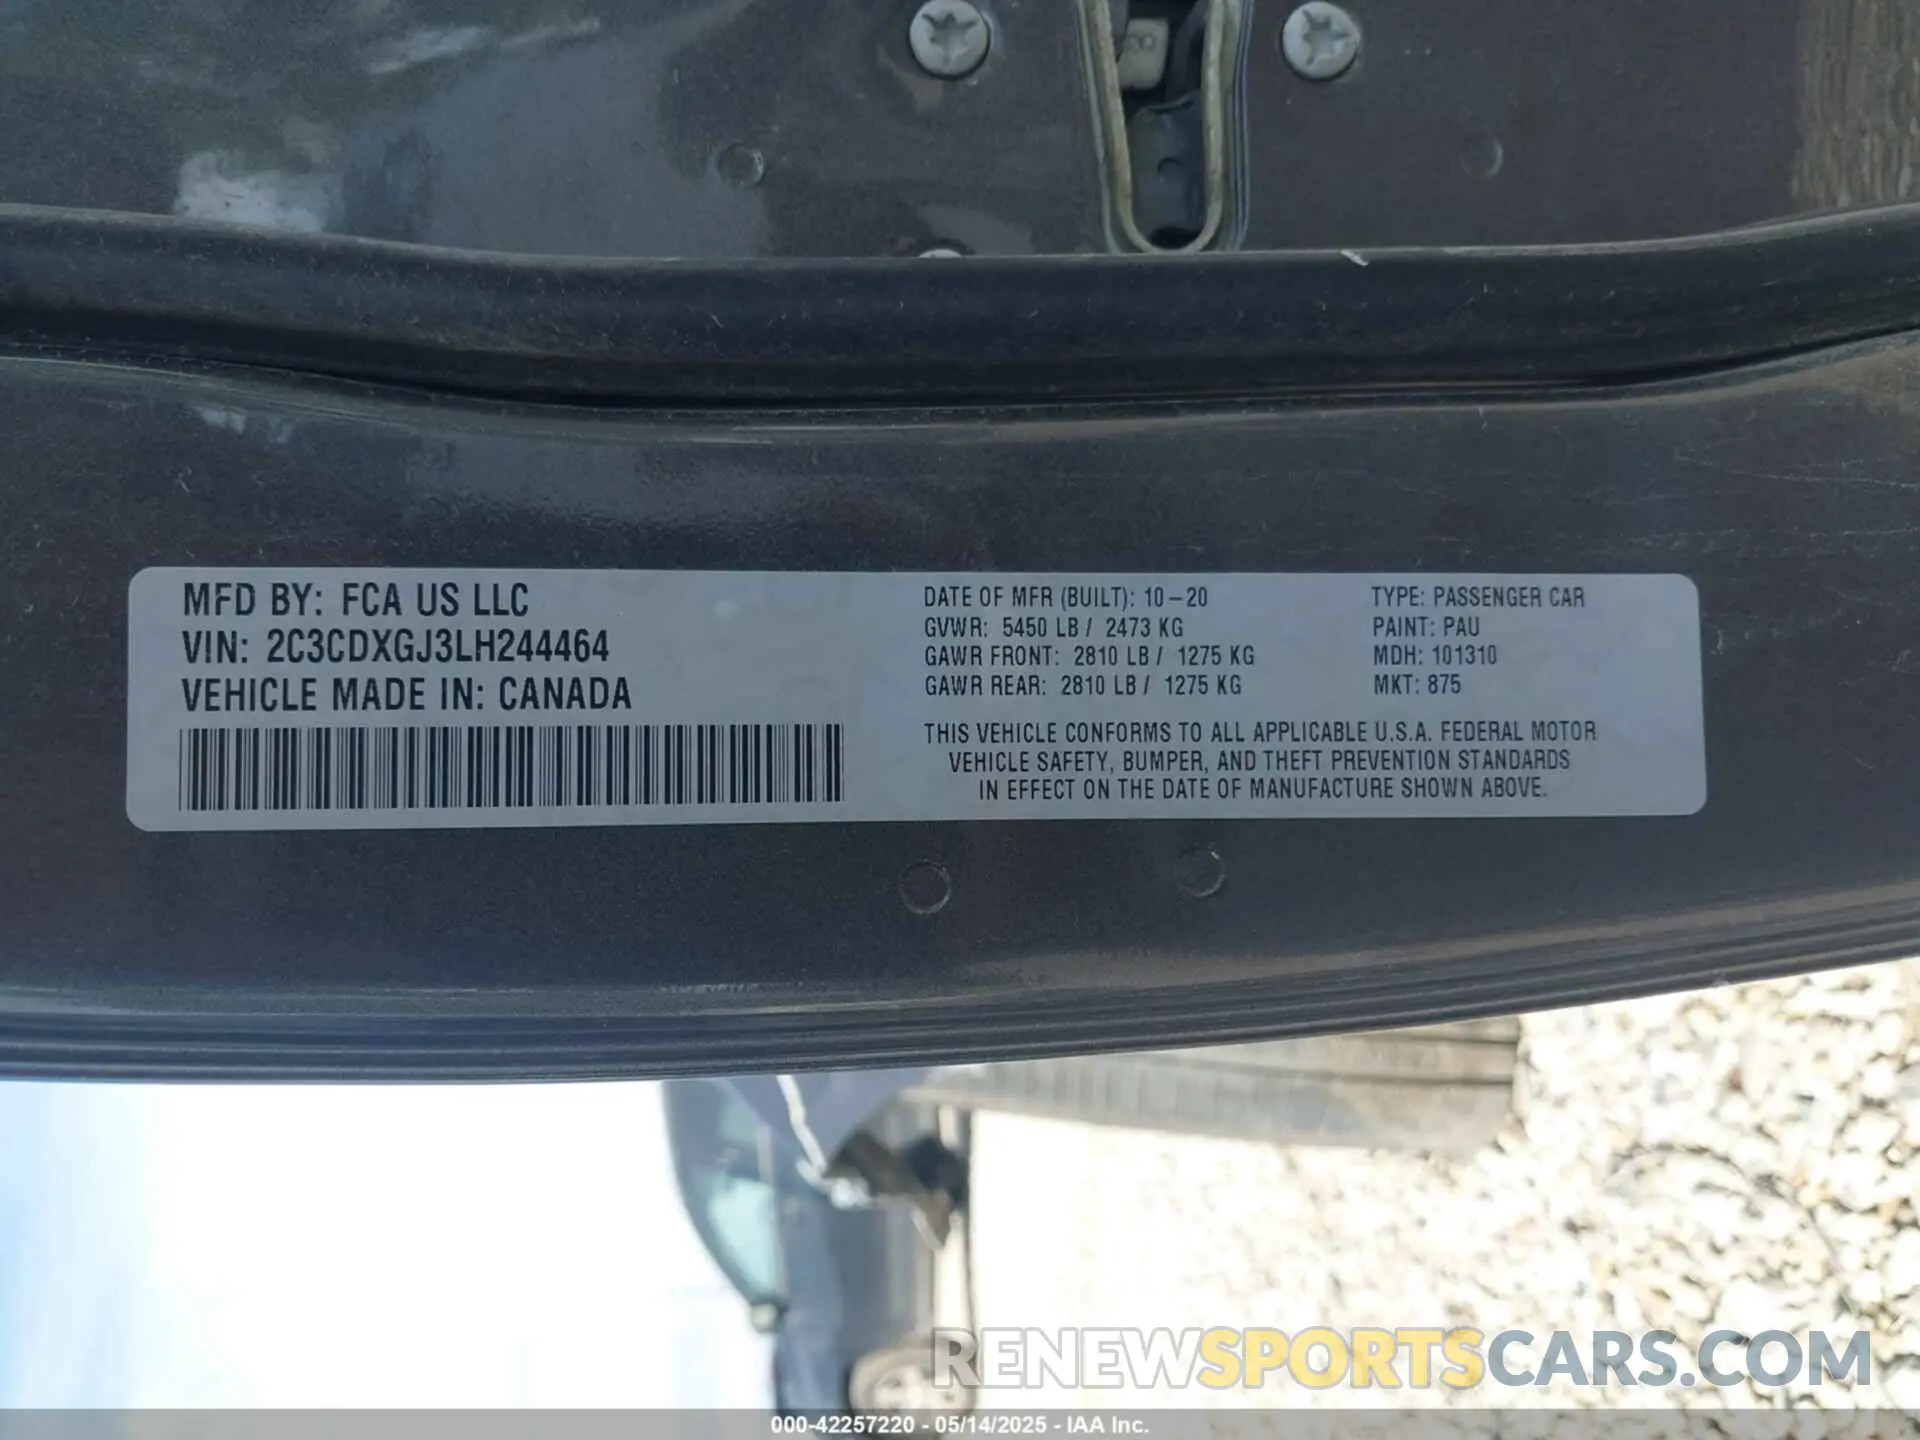 MFD BY: FCA US LLC
VIN: 2C3CDXGJ3LH244464
VEHICLE MADE IN: CANADA
DATE OF MFR (BUILT): 10-20
GVWR: 5450 LB / 2473 KG
GAWR FRONT: 2810 LB / 1275 KG
GAWR REAR: 2810 LB / 1275 KG
TYPE: PASSENGER CAR
PAINT: PAU
MDH: 101310
MKT: 875
THIS VEHICLE CONFORMS TO ALL APPLICABLE U.S.A. FEDERAL MOTOR
VEHICLE SAFETY, BUMPER, AND THEFT PREVENTION STANDARDS
IN EFFECT ON THE DATE OF MANUFACTURE SHOWN ABOVE.
RENEWSPORTSCARS.COM
000-42257220 - 05/14/2025 - IAA Inc.